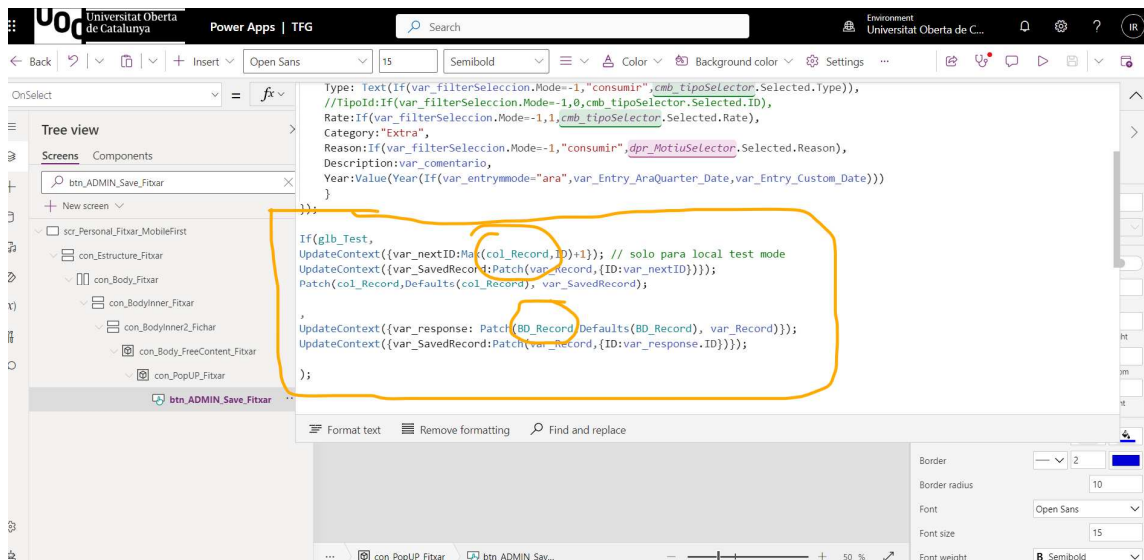 Universitat Oberta
UOC de Catalunya
Power Apps | TFG
Search
Environment
Universitat Oberta de C...
IR
Back
Insert
Open Sans
15
Semibold
Color
Background color
Settings
...
OnSelect
=
fx
Tree view
Screens Components
btn_ADMIN_Save_Fitxar
+ New screen
scr_Personal_Fitxar_MobileFirst
con_Estructure_Fitxar
con_Body_Fitxar
con_BodyInner_Fitxar
con_BodyInner2_Fichar
con_Body_FreeContent_Fitxar
con_PopUP_Fitxar
btn_ADMIN_Save_Fitxar
Type: Text(If(var_filterSeleccion.Mode=-1,"consumir",cmb_tipoSelector.Selected.Type)),
//TipoId:If(var_filterSeleccion.Mode=-1,0,cmb_tipoSelector.Selected.ID),
Rate:If(var_filterSeleccion.Mode=-1,1,cmb_tipoSelector.Selected.Rate),
Category:"Extra",
Reason:If(var_filterSeleccion.Mode=-1,"consumir",dpr_MotiuSelector.Selected.Reason),
Description:var_comentario,
Year:Value(Year(If(var_entrymmode="ara",var_Entry_AraQuarter_Date,var_Entry_Custom_Date)))
}
});
If(glb_Test,
UpdateContext({var_nextID:Max(col_Record,ID)+1}); // solo para local test mode
UpdateContext({var_SavedRecord:Patch(var_Record,{ID:var_nextID})});
Patch(col_Record,Defaults(col_Record), var_SavedRecord);
,
UpdateContext({var_response: Patch(BD_Record,Defaults(BD_Record), var_Record)});
UpdateContext({var_SavedRecord:Patch(var_Record,{ID:var_response.ID})});
);
Format text
Remove formatting
Find and replace
Border
2
Border radius
10
Font
Open Sans
Font size
15
Font weight
B Semibold
... con_PopUP_Fitxar
btn_ADMIN_Sav...
50 %